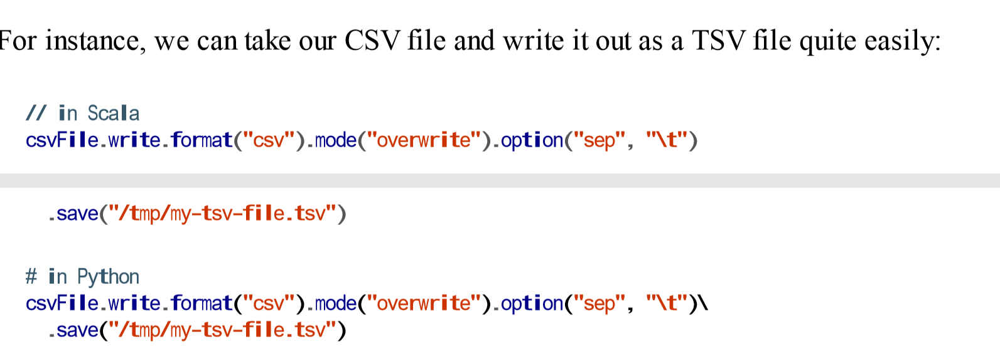 For instance, we can take our CSV file and write it out as a TSV file quite easily:
// in Scala
csvFile.write.format("csv").mode("overwrite").option("sep", "\t")
.save("/tmp/my-tsv-file.tsv")
# in Python
csvFile.write.format("csv").mode("overwrite").option("sep", "\t")\
.save("/tmp/my-tsv-file.tsv")